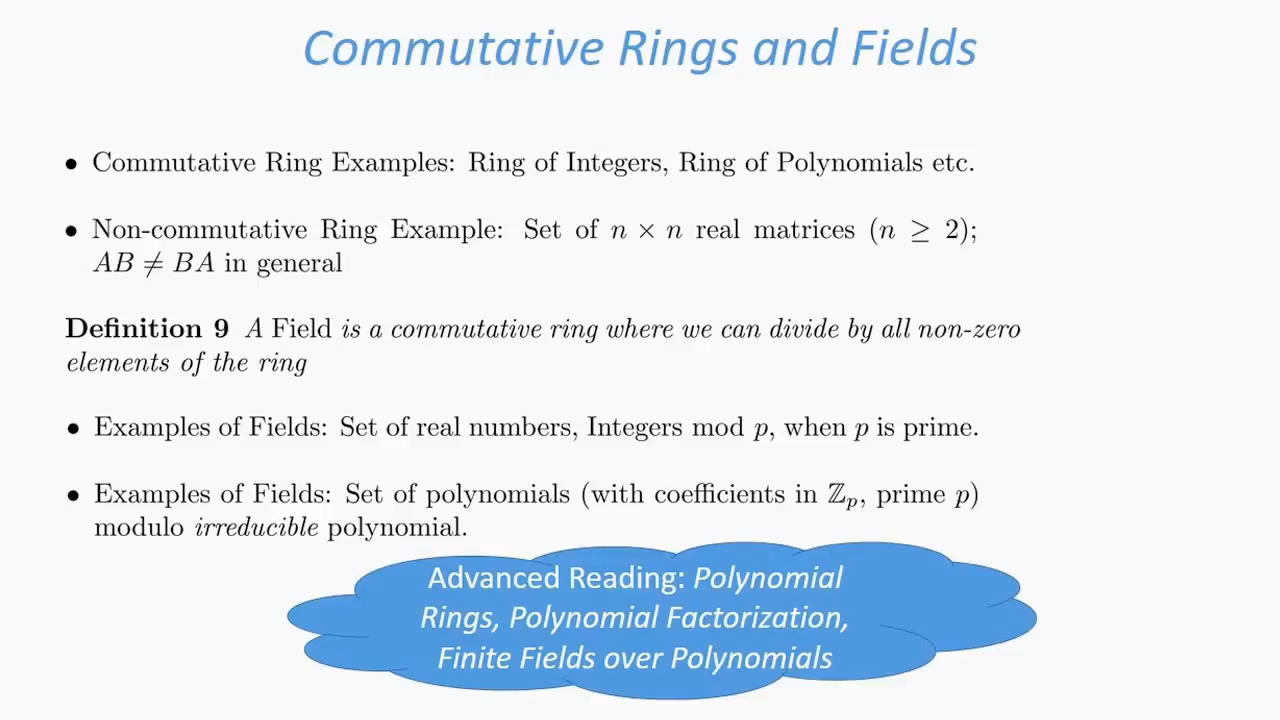 Commutative Rings and Fields
• Commutative Ring Examples: Ring of Integers, Ring of Polynomials etc.
• Non-commutative Ring Example: Set of n × n real matrices (n ≥ 2);
AB ≠ BA in general
Definition 9 A Field is a commutative ring where we can divide by all non-zero
elements of the ring
• Examples of Fields: Set of real numbers, Integers mod p, when p is prime.
• Examples of Fields: Set of polynomials (with coefficients in ℤₚ, prime p)
modulo irreducible polynomial.
Advanced Reading: Polynomial
Rings, Polynomial Factorization,
Finite Fields over Polynomials